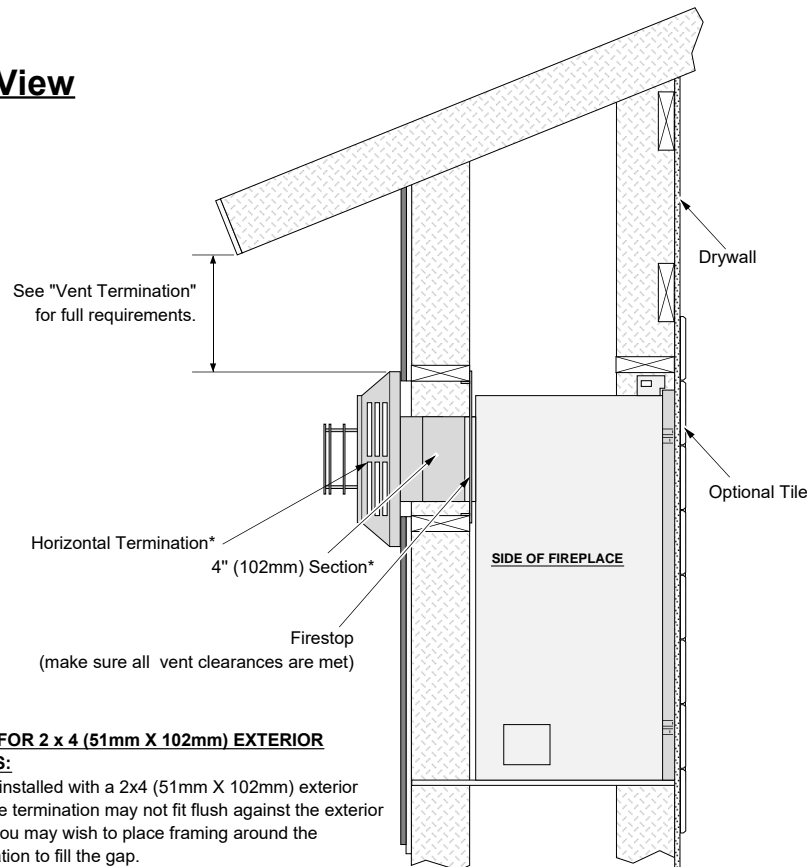 View
Drywall
See "Vent Termination"
for full requirements.
Optional Tile
Horizontal Termination*
4" (102mm) Section*
SIDE OF FIREPLACE
Firestop
(make sure all vent clearances are met)
FOR 2 x 4 (51mm X 102mm) EXTERIOR
S:
installed with a 2x4 (51mm X 102mm) exterior
e termination may not fit flush against the exterior
ou may wish to place framing around the
ation to fill the gap.